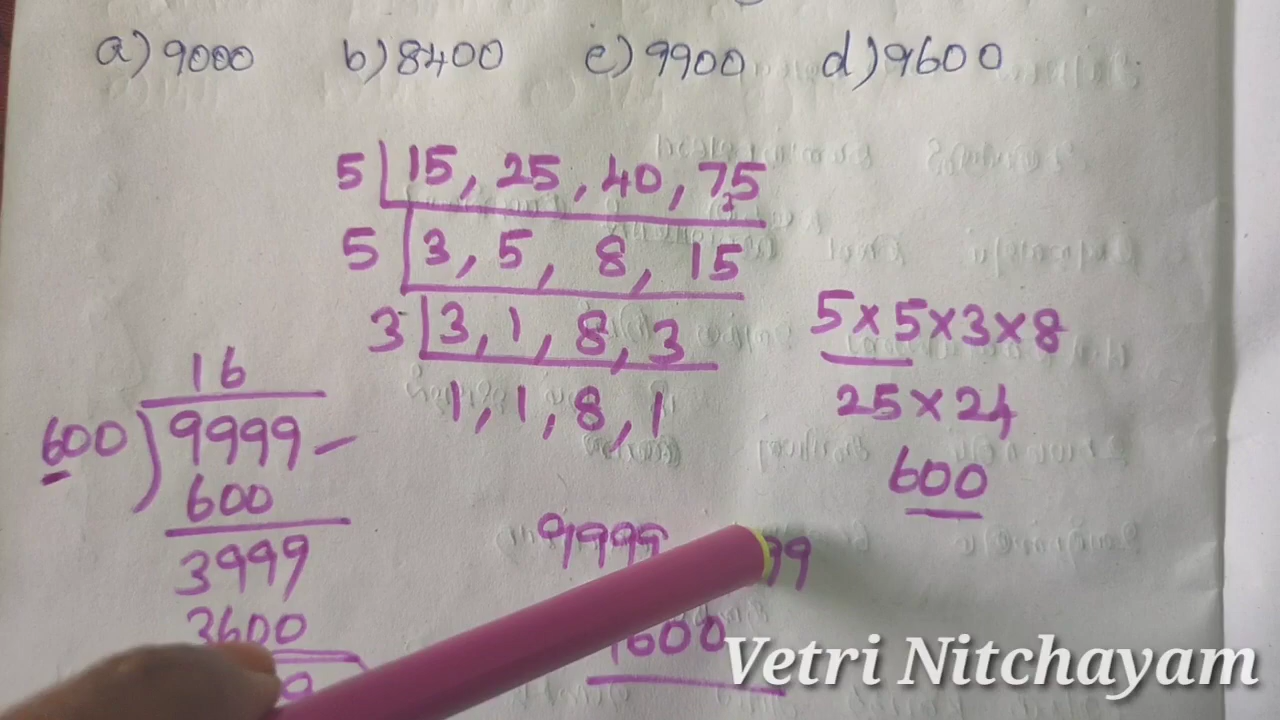 a) 9000 b) 8400 c) 9900 d) 9600
5 15, 25, 40, 75
5 3, 5, 8, 15
3 3, 1, 8, 3
1, 1, 8, 1
5×5×3×8
25×24
600
16
600 9999 -
600
3999
3600
9999
600
Vetri Nitchayam